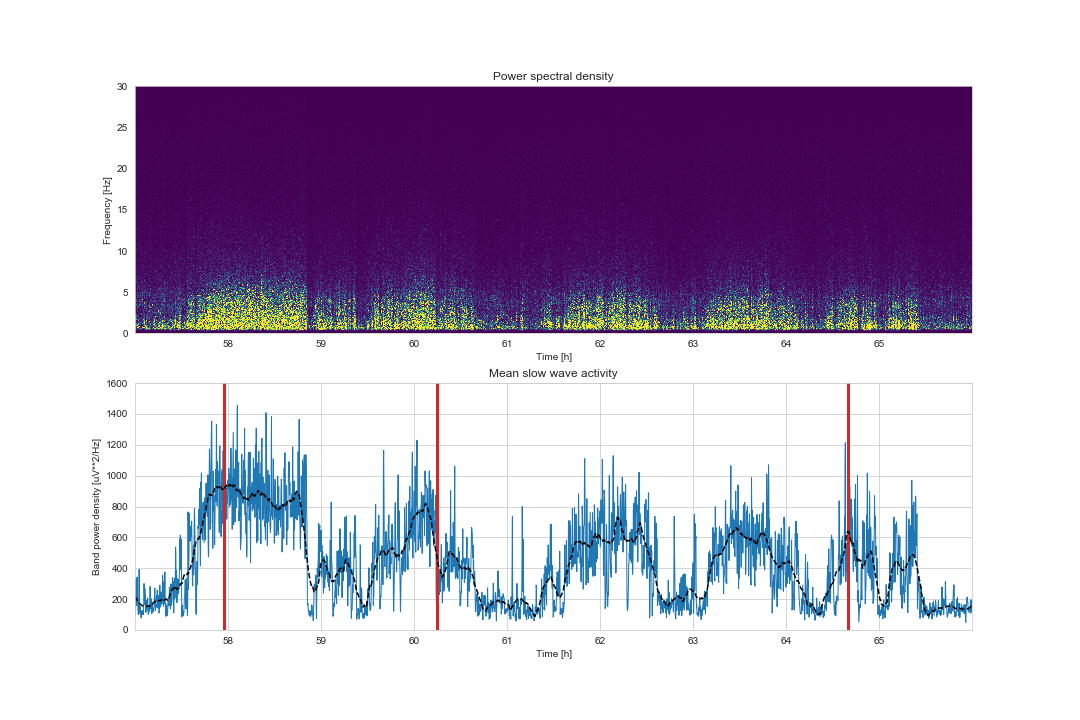 Power spectral density
30
25
20
15
10
5
0
Frequency [Hz]
58 59 60 61 62 63 64 65
Time [h]
Mean slow wave activity
1600
1400
1200
1000
800
600
400
200
0
Band power density [uV**2/Hz]
58 59 60 61 62 63 64 65
Time [h]